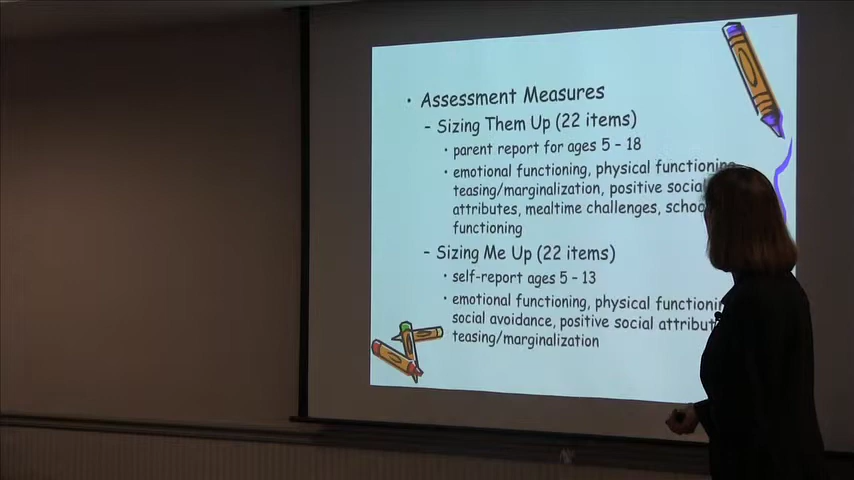 • Assessment Measures
– Sizing Them Up (22 items)
• parent report for ages 5 – 18
• emotional functioning, physical functioning
teasing/marginalization, positive social
attributes, mealtime challenges,
functioning
– Sizing Me Up (22 items)
• self-report ages 5 – 13
• emotional functioning, physical
social avoidance, positive social
teasing/marginalization